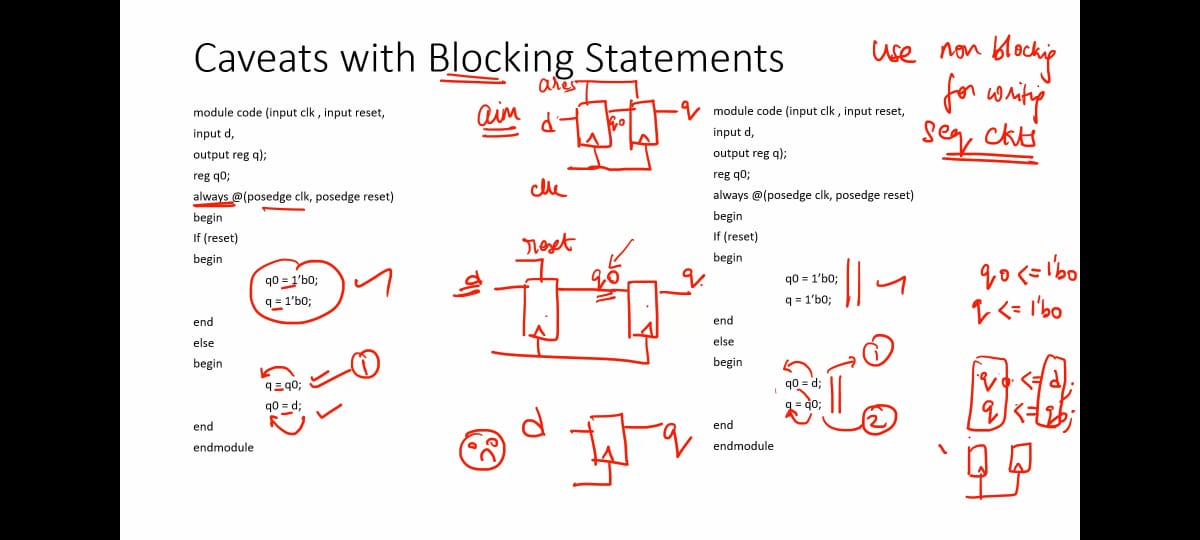 Caveats with Blocking Statements
use non blocking
for writing
seq ckts
module code (input clk , input reset,
input d,
output reg q);
reg q0;
always @(posedge clk, posedge reset)
begin
If (reset)
begin
q0 = 1'b0;
q = 1'b0;
end
else
begin
q = q0;
q0 = d;
end
endmodule
1
aim
ares
d
q0
q
clk
reset
d
q0
q
d
q
module code (input clk , input reset,
input d,
output reg q);
reg q0;
always @(posedge clk, posedge reset)
begin
If (reset)
begin
q0 = 1'b0;
q = 1'b0;
end
else
begin
q0 = d;
q = q0;
end
endmodule
1
2
q0 <= 1'b0
q <= 1'b0
q0 <= d;
q <= q0;